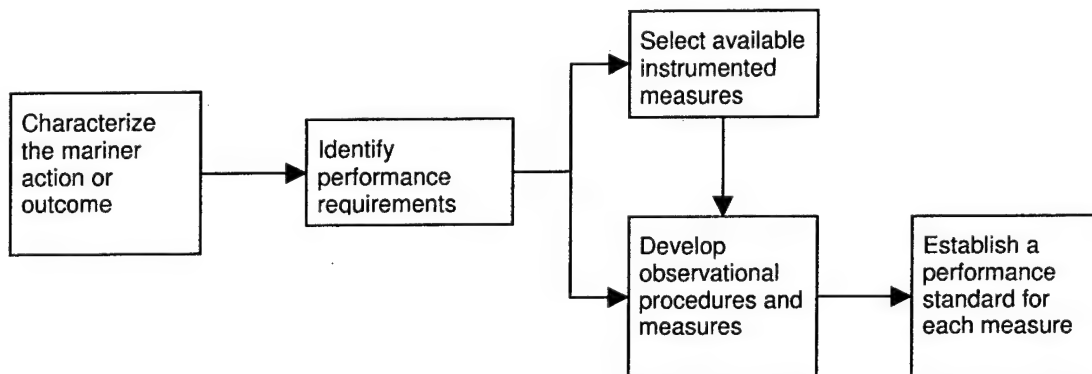 Characterize
the mariner
action or
outcome
Identify
performance
requirements
Select available
instrumented
measures
Develop
observational
procedures and
measures
Establish a
performance
standard for
each measure